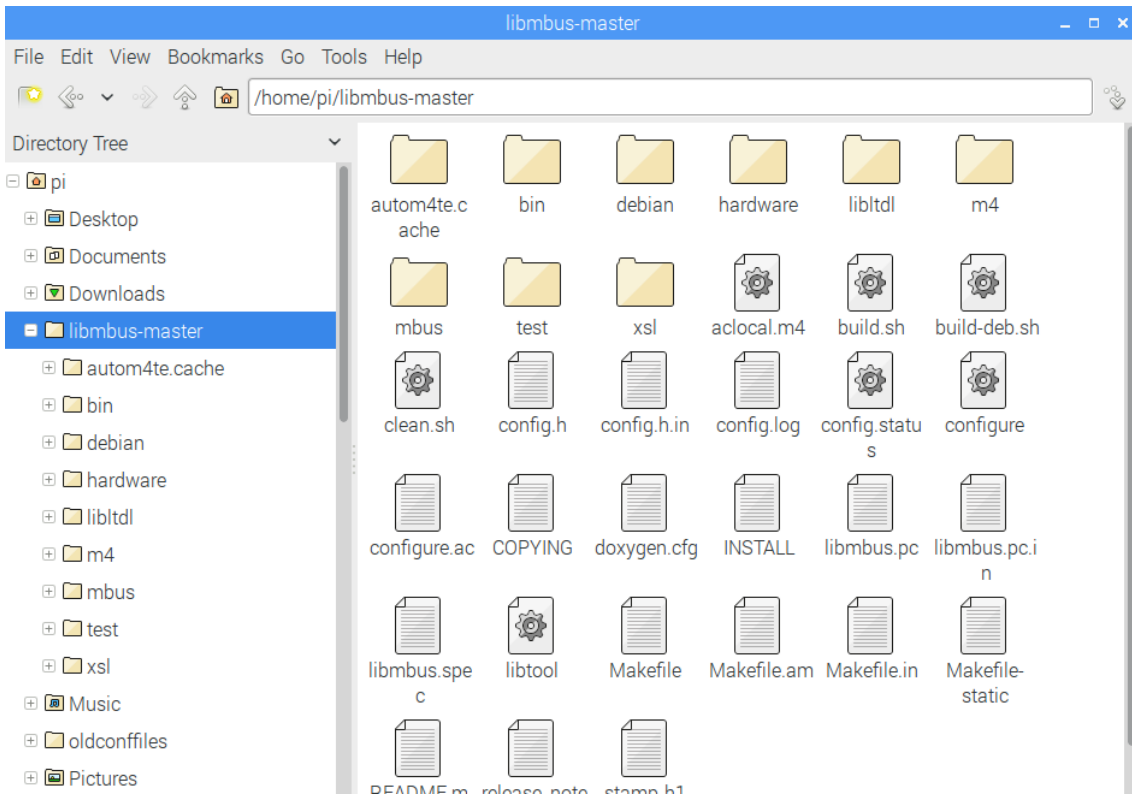 libmbus-master
File Edit View Bookmarks Go Tools Help
/home/pi/libmbus-master
Directory Tree
pi
Desktop
Documents
Downloads
libmbus-master
autom4te.cache
bin
debian
hardware
libltdl
m4
mbus
test
xsl
Music
oldconffiles
Pictures
autom4te.c bin debian hardware libltdl m4
ache
mbus test xsl aclocal.m4 build.sh build-deb.sh
clean.sh config.h config.h.in config.log config.statu configure
s
configure.ac COPYING doxygen.cfg INSTALL libmbus.pc libmbus.pc.i
n
libmbus.spe libtool Makefile Makefile.am Makefile.in Makefile-
c static
README.m release_note stamp-h1